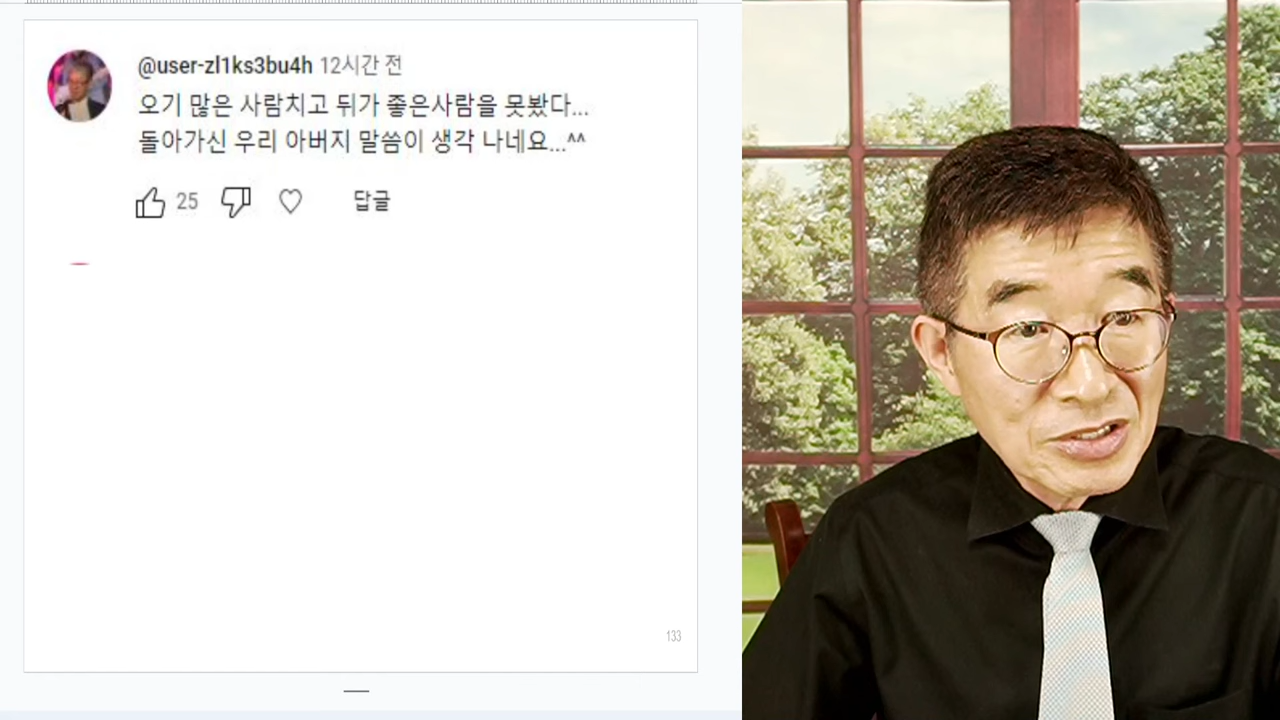 @user-zl1ks3bu4h 12시간 전
오기 많은 사람치고 뒤가 좋은사람을 못봤다...
돌아가신 우리 아버지 말씀이 생각 나네요...^^
25
답글
133